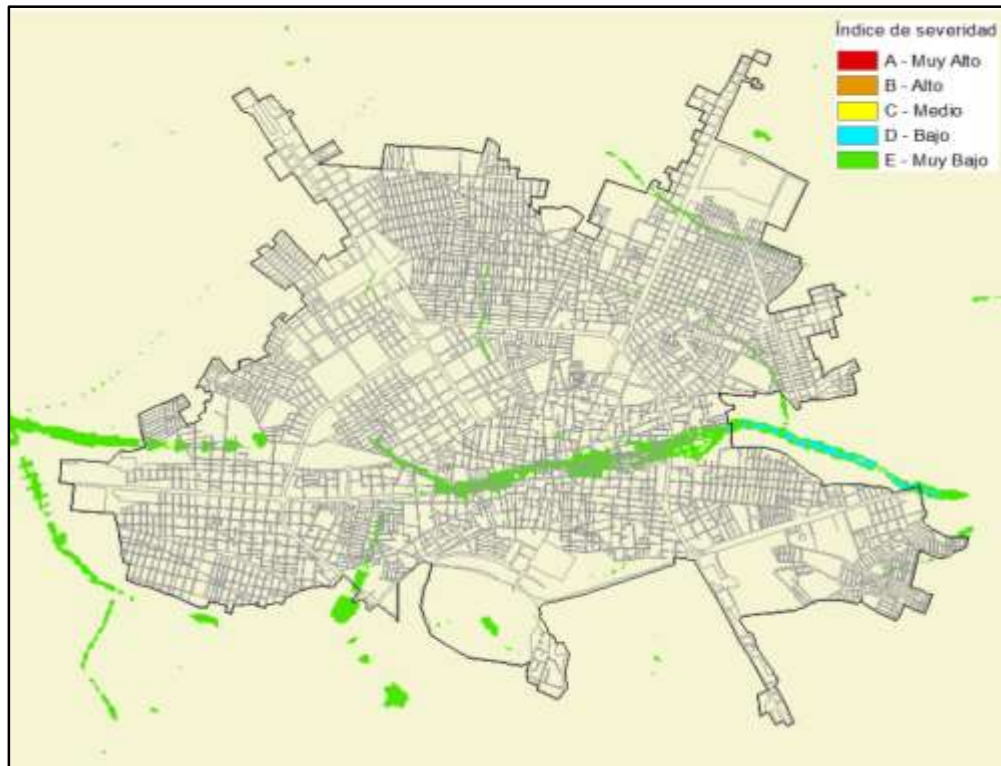 Índice de severidad
A - Muy Alto
B - Alto
C - Medio
D - Bajo
E - Muy Bajo